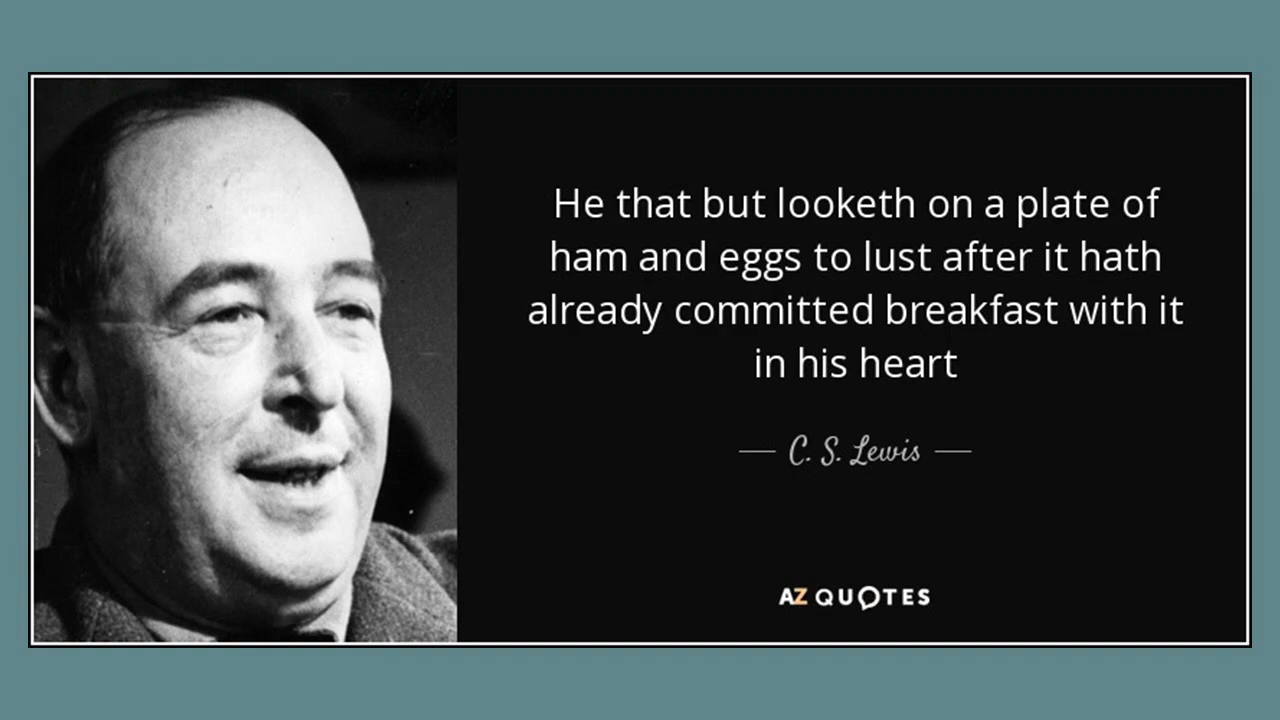 He that but looketh on a plate of
ham and eggs to lust after it hath
already committed breakfast with it
in his heart
C. S. Lewis
AZ QUOTES